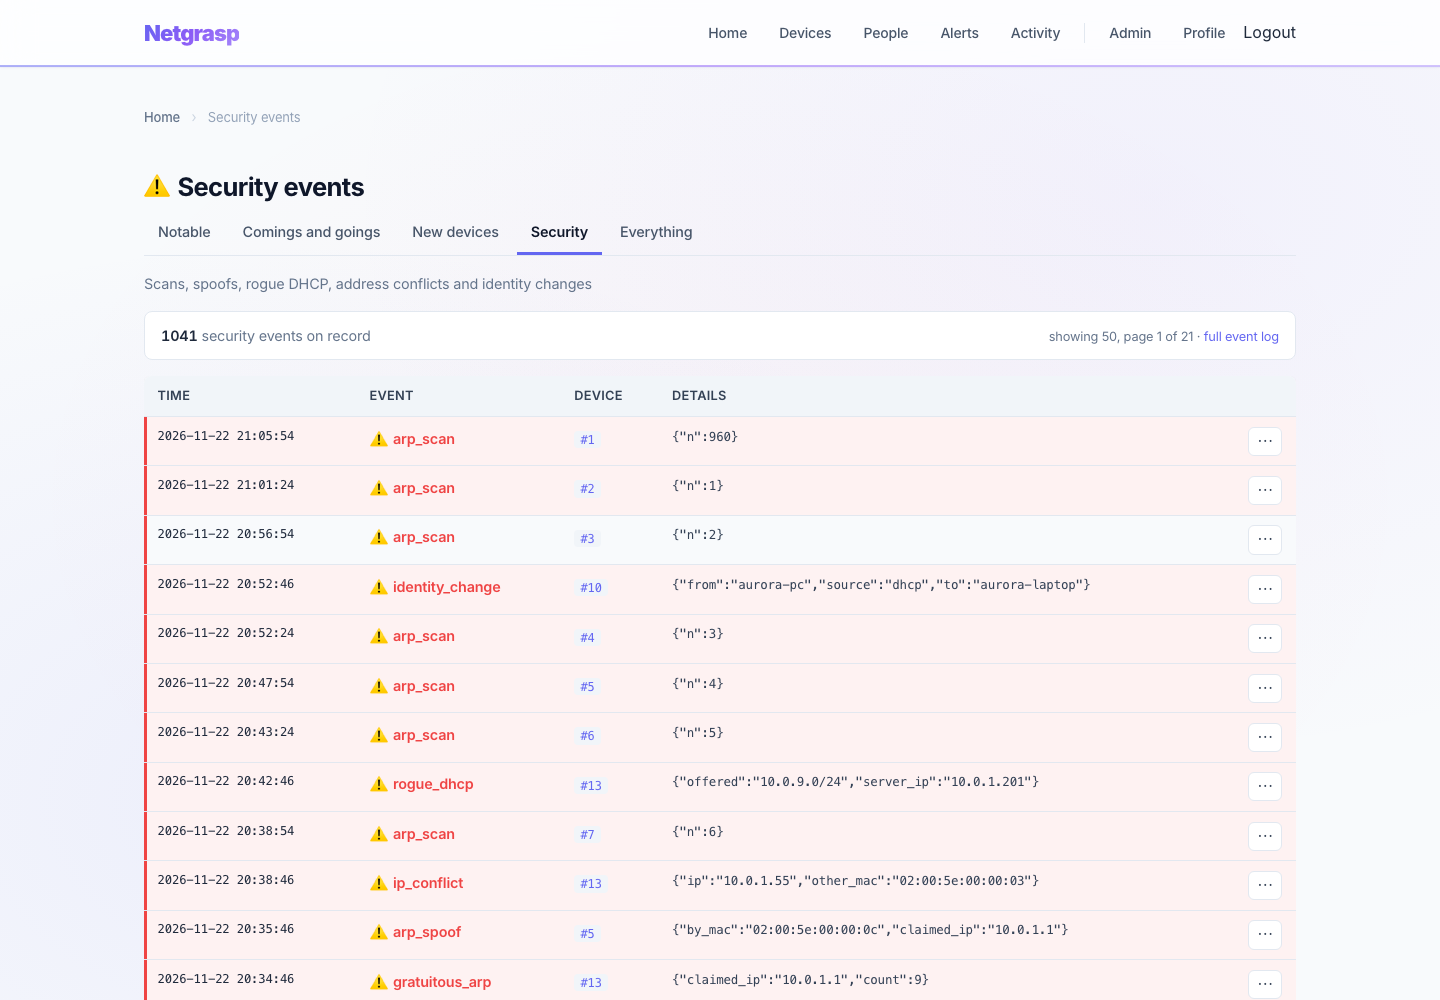 Netgrasp
Home Devices People Alerts Activity Admin Profile Logout
Home › Security events
⚠️ Security events
Notable Comings and goings New devices Security Everything
Scans, spoofs, rogue DHCP, address conflicts and identity changes
1041 security events on record showing 50, page 1 of 21 · full event log
TIME EVENT DEVICE DETAILS
2026-11-22 21:05:54 ⚠️ arp_scan #1 {"n":960} ...
2026-11-22 21:01:24 ⚠️ arp_scan #2 {"n":1} ...
2026-11-22 20:56:54 ⚠️ arp_scan #3 {"n":2} ...
2026-11-22 20:52:46 ⚠️ identity_change #10 {"from":"aurora-pc","source":"dhcp","to":"aurora-laptop"} ...
2026-11-22 20:52:24 ⚠️ arp_scan #4 {"n":3} ...
2026-11-22 20:47:54 ⚠️ arp_scan #5 {"n":4} ...
2026-11-22 20:43:24 ⚠️ arp_scan #6 {"n":5} ...
2026-11-22 20:42:46 ⚠️ rogue_dhcp #13 {"offered":"10.0.9.0/24","server_ip":"10.0.1.201"} ...
2026-11-22 20:38:54 ⚠️ arp_scan #7 {"n":6} ...
2026-11-22 20:38:46 ⚠️ ip_conflict #13 {"ip":"10.0.1.55","other_mac":"02:00:5e:00:00:03"} ...
2026-11-22 20:35:46 ⚠️ arp_spoof #5 {"by_mac":"02:00:5e:00:00:0c","claimed_ip":"10.0.1.1"} ...
2026-11-22 20:34:46 ⚠️ gratuitous_arp #13 {"claimed_ip":"10.0.1.1","count":9} ...